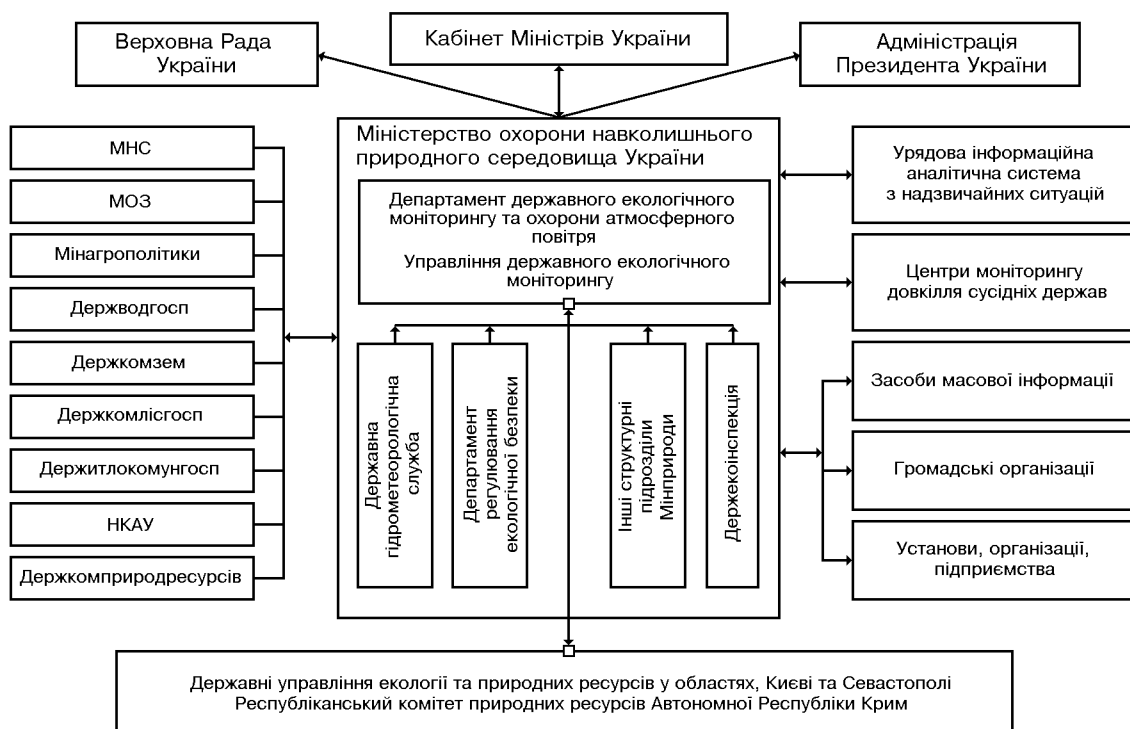 Верховна Рада
України
Кабінет Міністрів України
Адміністрація
Президента України
МНС
МОЗ
Мінагрополітики
Держводгосп
Держкомзем
Держкомлісгосп
Держитлокомунгосп
НКАУ
Держкомприродресурсів
Міністерство охорони навколишнього
природного середовища України
Департамент державного екологічного
моніторингу та охорони атмосферного
повітря
Управління державного екологічного
моніторингу
Державна
гідрометеорологічна
служба
Департамент
регулювання
екологічної безпеки
Інші структурні
підрозділи
Мінприроди
Держекоінспекція
Урядова інформаційна
аналітична система
з надзвичайних ситуацій
Центри моніторингу
довкілля сусідніх держав
Засоби масової інформації
Громадські організації
Установи, організації,
підприємства
Державні управління екології та природних ресурсів у областях, Києві та Севастополі
Республіканський комітет природних ресурсів Автономної Республіки Крим